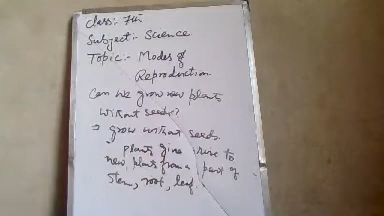 Class:- 7th
Subject:- Science
Topic:- Modes of
Reproduction
Can we grow new plants
without seeds?
→ grow without seeds.
plants give rise to
new plants from a part of
stem, root, leaf.